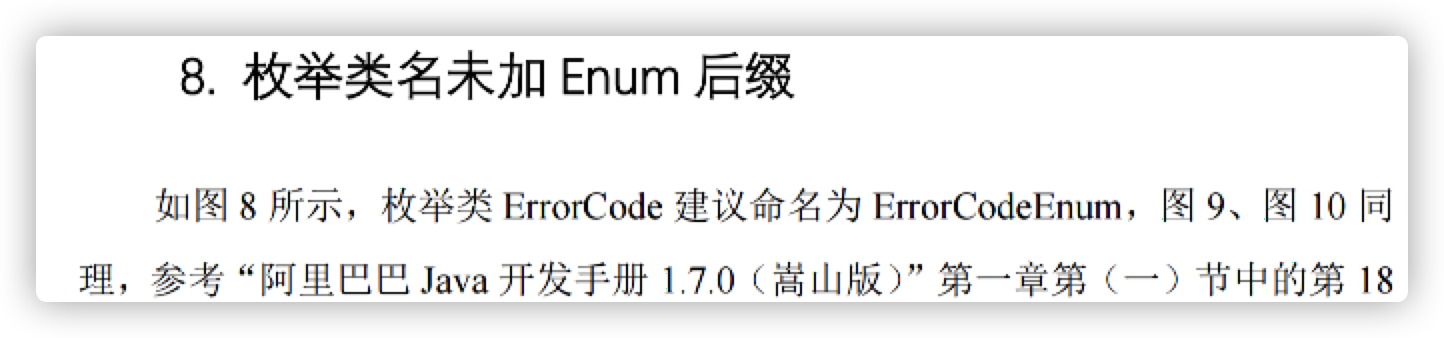 8. 枚举类名未加 Enum 后缀
如图 8 所示，枚举类 ErrorCode 建议命名为 ErrorCodeEnum，图 9、图 10 同
理，参考“阿里巴巴 Java 开发手册 1.7.0（嵩山版）”第一章第（一）节中的第 18